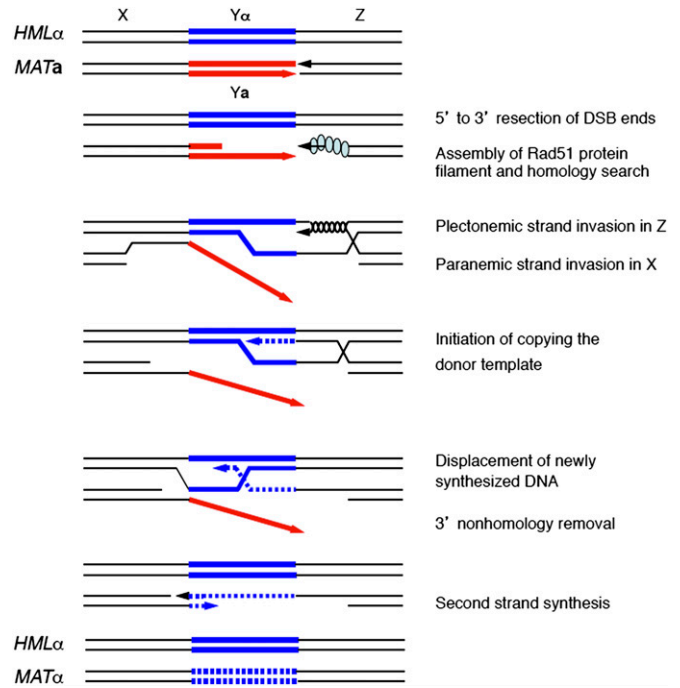 X Yα Z
HMLα
MATa
Ya
5' to 3' resection of DSB ends
Assembly of Rad51 protein
filament and homology search
Plectonemic strand invasion in Z
Paranemic strand invasion in X
Initiation of copying the
donor template
Displacement of newly
synthesized DNA
3' nonhomology removal
Second strand synthesis
HMLα
MATα